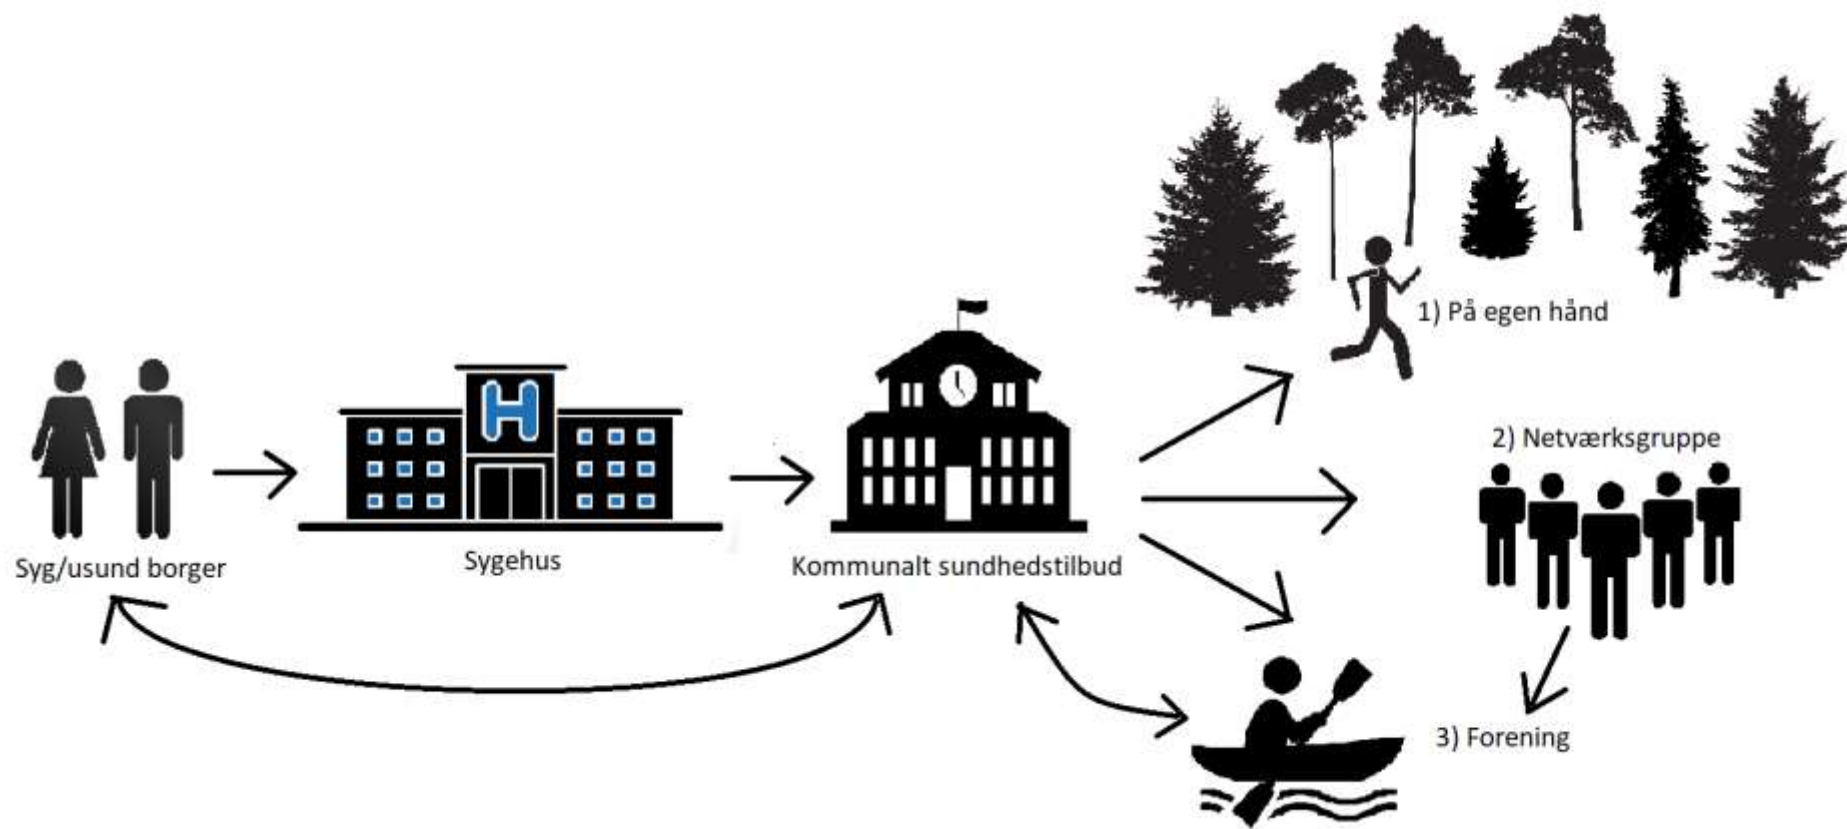 Syg/usund borger
H
Sygehus
Kommunalt sundhedstilbud
1) På egen hånd
2) Netværksgruppe
3) Forening